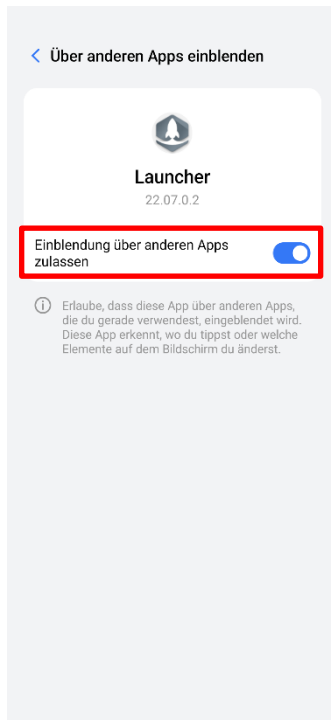 Über anderen Apps einblenden
Launcher
22.07.0.2
Einblendung über anderen Apps
zulassen
Erlaube, dass diese App über anderen Apps,
die du gerade verwendest, eingeblendet wird.
Diese App erkennt, wo du tippst oder welche
Elemente auf dem Bildschirm du änderst.